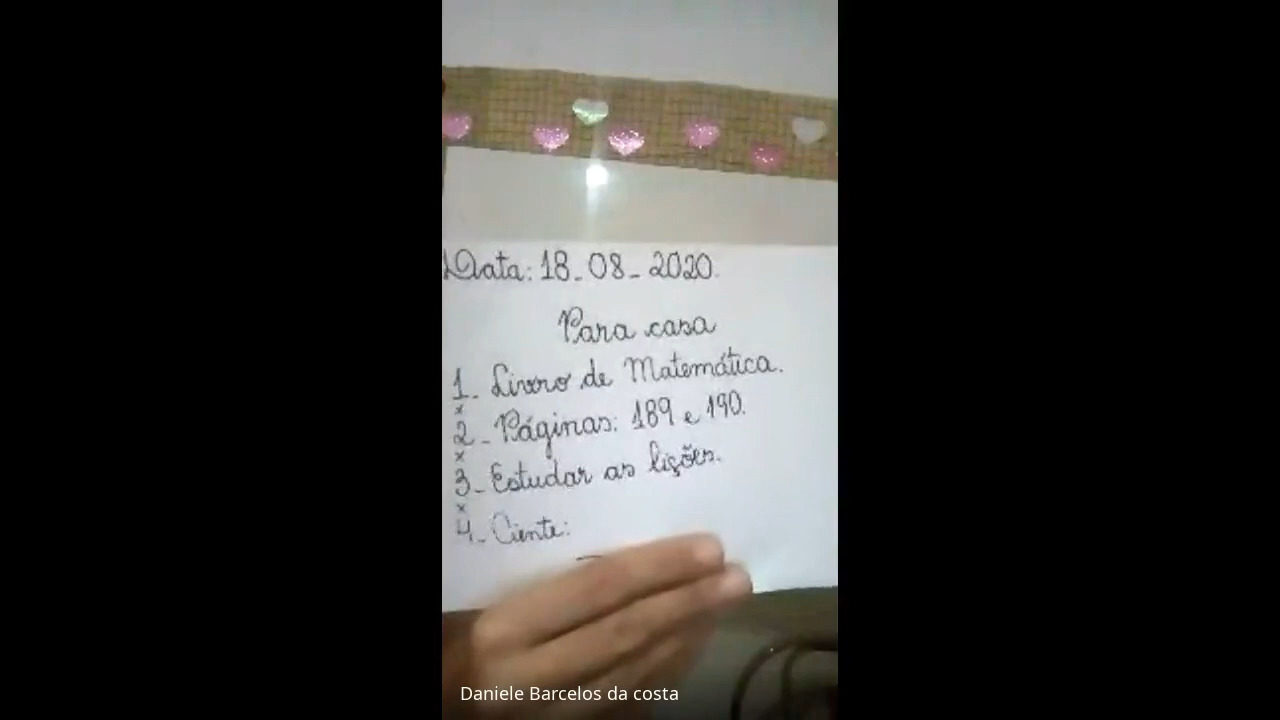 Data: 18-08-2020.
Para casa
1- Livro de Matemática.
x
2- Páginas: 189 e 190.
x
3- Estudar as lições.
x
4- Ciente:
Daniele Barcelos da costa